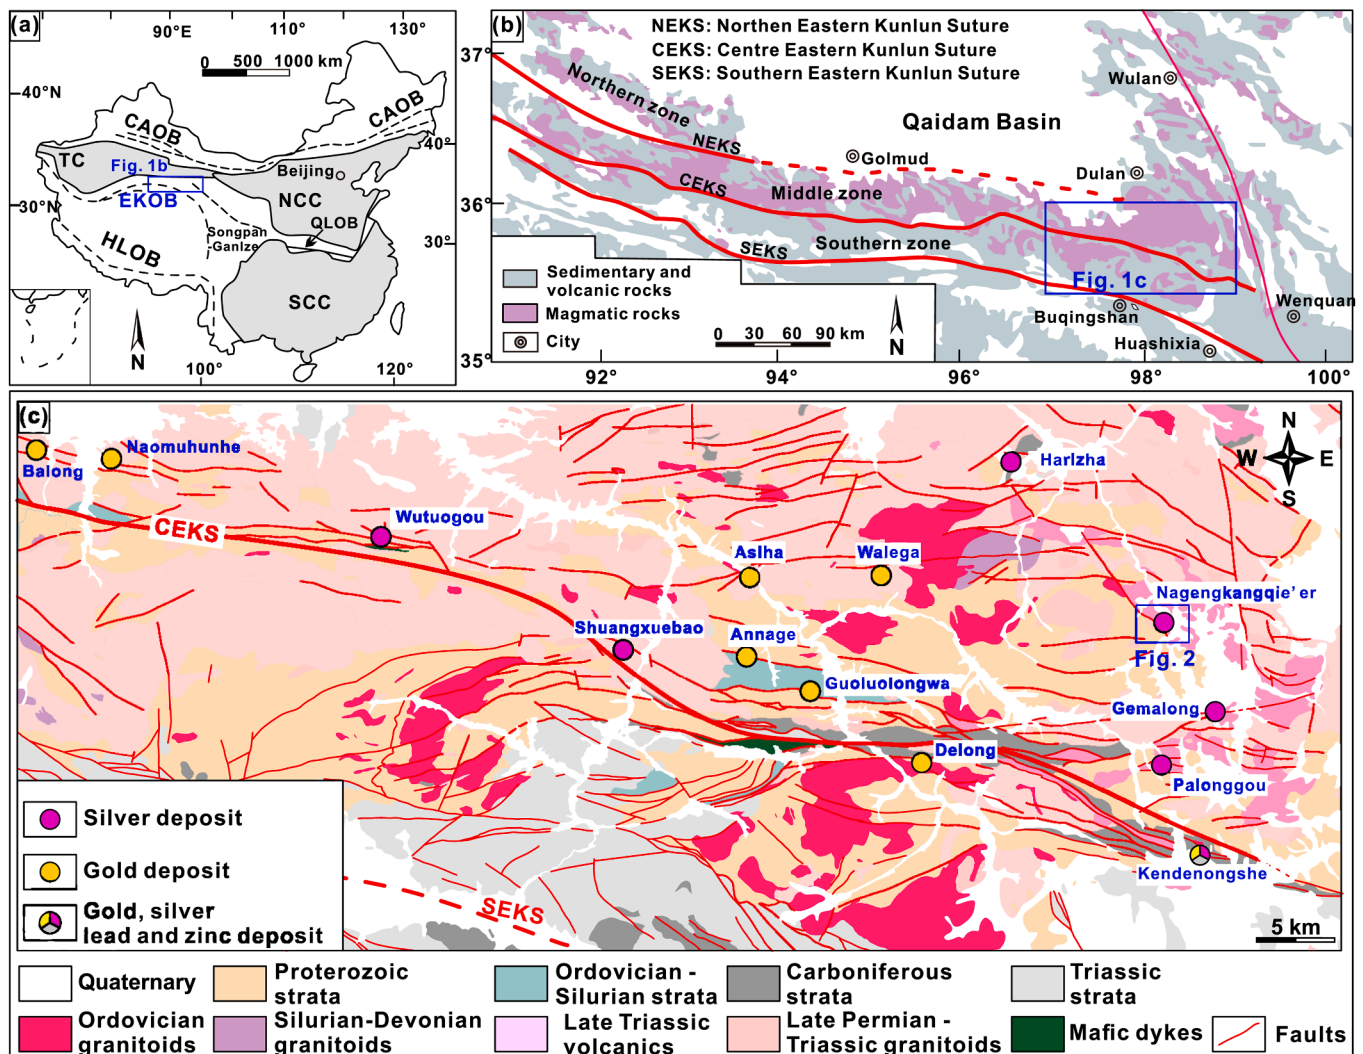 (a)
90°E
110°
130°
0 500 1000 km
40°N
CAOB
CAOB
40°
TC
Fig. 1b
Beijing
NCC
EKOB
30°N
QLOB
Songpan
Ganlze
30°
HLOB
SCC
N
100°
120°
(b)
NEKS: Northen Eastern Kunlun Suture
CEKS: Centre Eastern Kunlun Suture
SEKS: Southern Eastern Kunlun Suture
37°
Wulan
Northern zone
Qaidam Basin
NEKS
Golmud
Dulan
CEKS
Middle zone
36°
SEKS
Southern zone
Fig. 1c
Sedimentary and
volcanic rocks
Magmatic rocks
City
0 30 60 90 km
N
Buqingshan
Wenquan
Huashixia
35°
92°
94°
96°
98°
100°
(c)
Naomuhunhe
Balong
Harlzha
N
W
E
S
CEKS
Wutuogou
Aslha
Walega
Nagengkangqie' er
Shuangxuebao
Annage
Fig. 2
Guoluolongwa
Gemalong
Delong
Palonggou
Kendenongshe
SEKS
5 km
Silver deposit
Gold deposit
Gold, silver
lead and zinc deposit
Quaternary
Proterozoic
strata
Ordovician -
Silurian strata
Carboniferous
strata
Triassic
strata
Ordovician
granitoids
Silurian-Devonian
granitoids
Late Triassic
volcanics
Late Permian -
Triassic granitoids
Mafic dykes
Faults